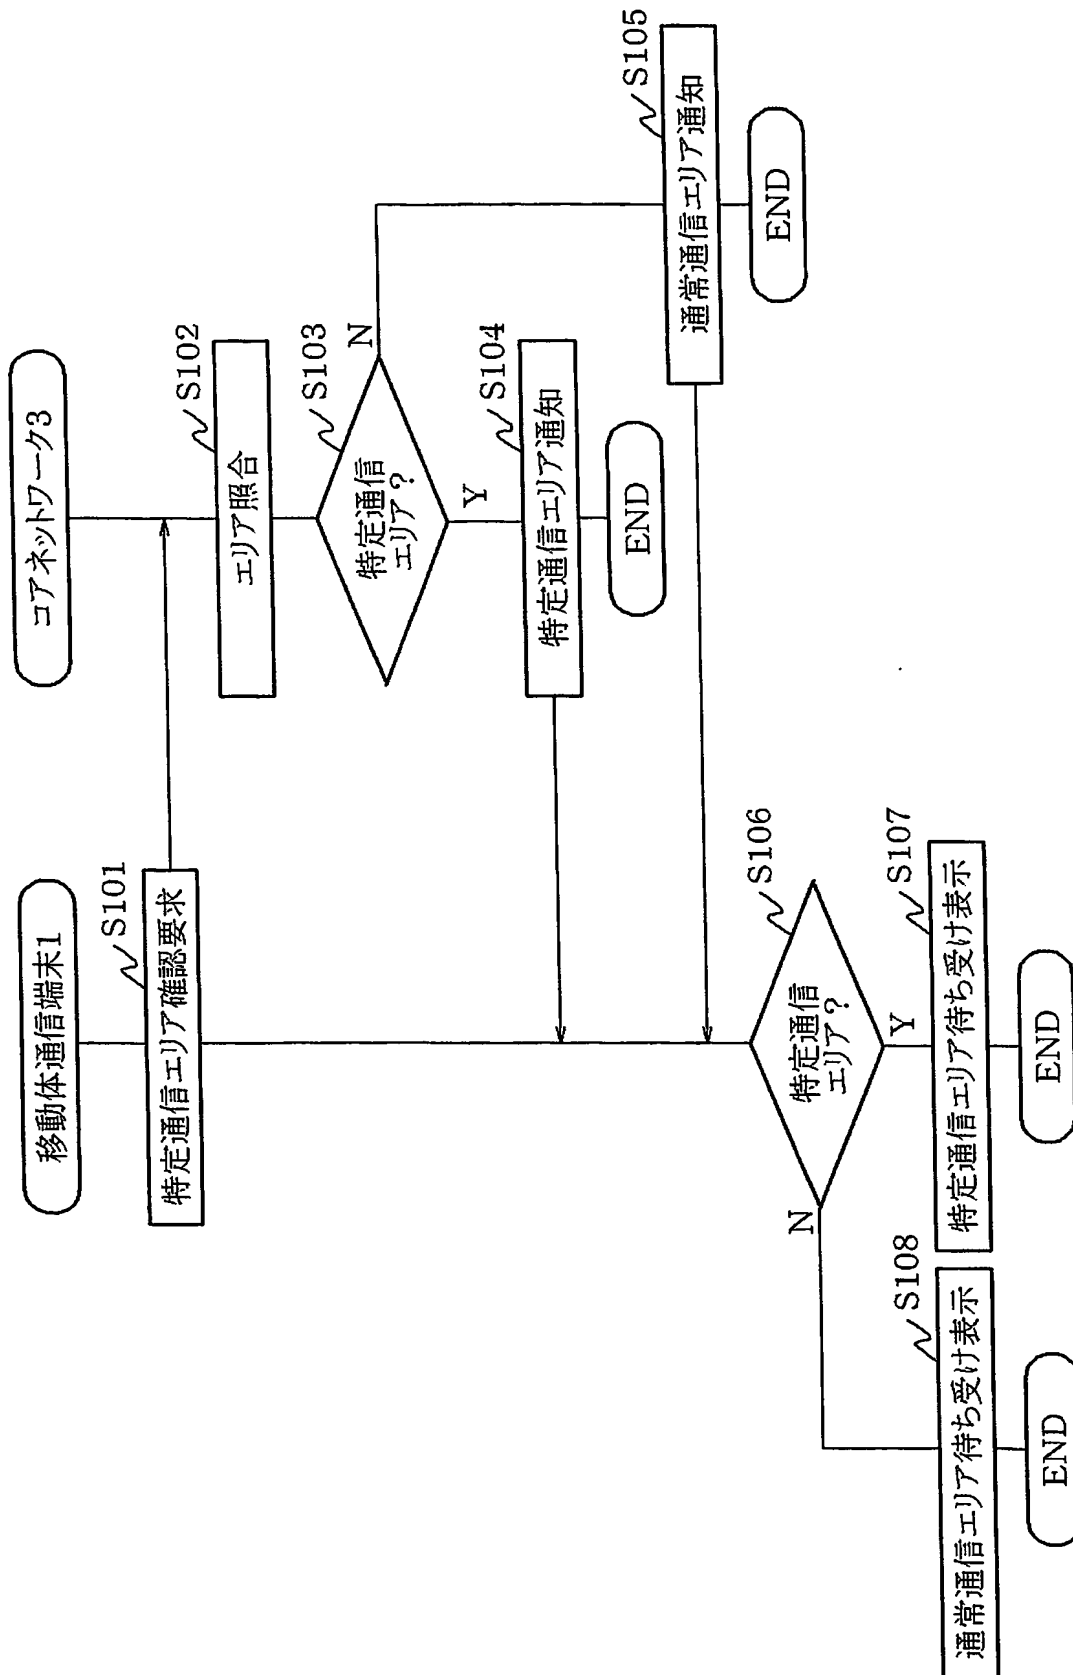 移動体通信端末1
S101
特定通信エリア確認要求
コアネットワーク3
S102
エリア照合
S103
特定通信
エリア?
N
Y
S104
特定通信エリア通知
END
S105
通常通信エリア通知
END
S106
特定通信
エリア?
N
Y
S107
特定通信エリア待ち受け表示
END
S108
通常通信エリア待ち受け表示
END